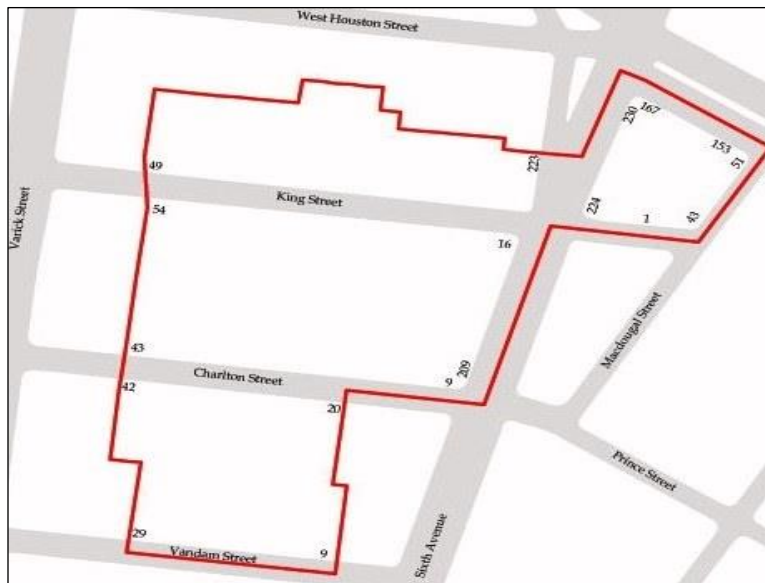 West Houston Street
230
167
153
51
49
223
King Street
54
224
1
43
Varick Street
16
Macdougal Street
43
Charlton Street
9
209
42
20
Prince Street
29
Vandam Street
9
Sixth Avenue